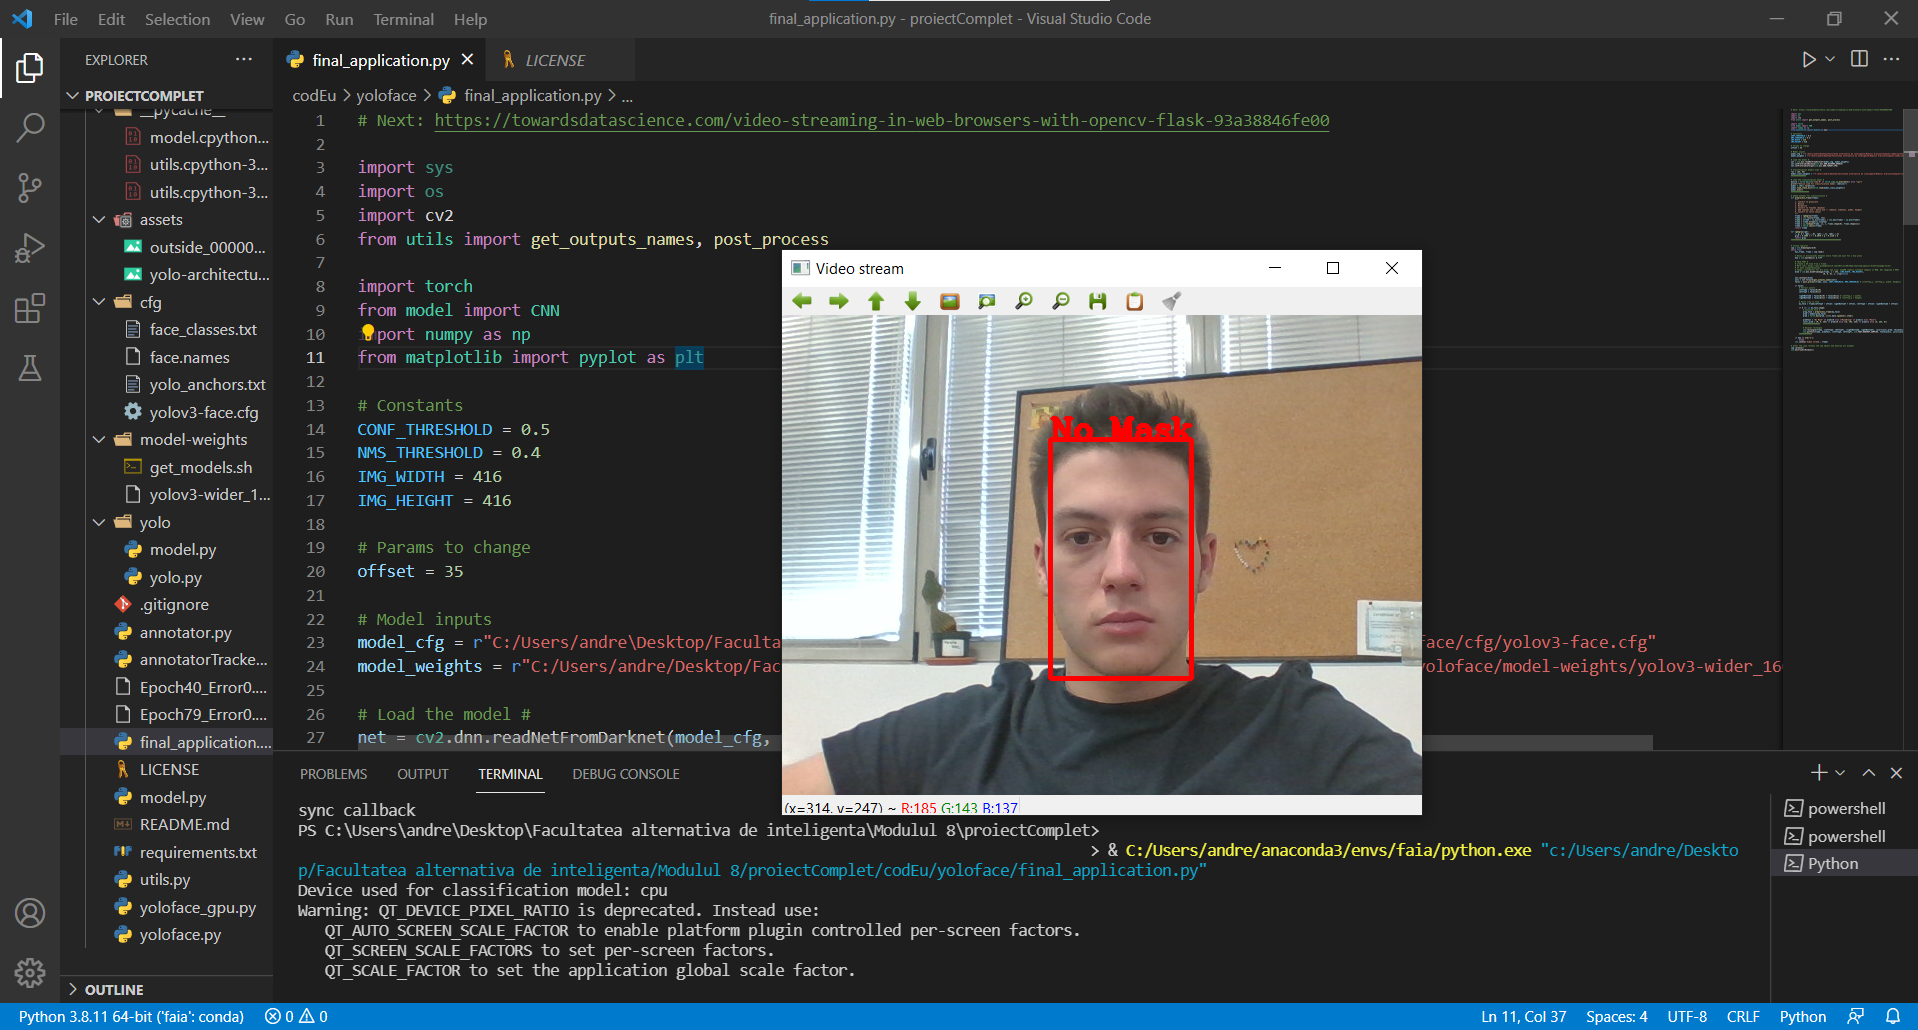 File Edit Selection View Go Run Terminal Help
final_application.py - proiectComplet - Visual Studio Code
EXPLORER
PROIECTCOMPLET
__pycache__
model.cpython...
utils.cpython-3...
utils.cpython-3...
assets
outside_00000...
yolo-architectu...
cfg
face_classes.txt
face.names
yolo_anchors.txt
yolov3-face.cfg
model-weights
get_models.sh
yolov3-wider_1...
yolo
model.py
yolo.py
.gitignore
annotator.py
annotatorTracke...
Epoch40_Error0....
Epoch79_Error0....
final_application....
LICENSE
model.py
README.md
requirements.txt
utils.py
yoloface_gpu.py
yoloface.py
OUTLINE
final_application.py
LICENSE
codEu > yoloface > final_application.py > ...
1 # Next: https://towardsdatascience.com/video-streaming-in-web-browsers-with-opencv-flask-93a38846fe00
2
3 import sys
4 import os
5 import cv2
6 from utils import get_outputs_names, post_process
7
8 import torch
9 from model import CNN
10 import numpy as np
11 from matplotlib import pyplot as plt
12
13 # Constants
14 CONF_THRESHOLD = 0.5
15 NMS_THRESHOLD = 0.4
16 IMG_WIDTH = 416
17 IMG_HEIGHT = 416
18
19 # Params to change
20 offset = 35
21
22 # Model inputs
23 model_cfg = r"C:/Users/andre\Desktop/Faculta ace/cfg/yolov3-face.cfg"
24 model_weights = r"C:/Users/andre/Desktop/Fac yoloface/model-weights/yolov3-wider_16
25
26 # Load the model #
27 net = cv2.dnn.readNetFromDarknet(model_cfg,
Video stream
No Mask
(x=314, y=247) ~ R:185 G:143 B:137
PROBLEMS OUTPUT TERMINAL DEBUG CONSOLE
sync callback
PS C:\Users\andre\Desktop\Facultatea alternativa de inteligenta\Modulul 8\proiectComplet>
> & C:/Users/andre/anaconda3/envs/faia/python.exe "c:/Users/andre/Deskto
p/Facultatea alternativa de inteligenta/Modulul 8/proiectComplet/codEu/yoloface/final_application.py"
Device used for classification model: cpu
Warning: QT_DEVICE_PIXEL_RATIO is deprecated. Instead use:
QT_AUTO_SCREEN_SCALE_FACTOR to enable platform plugin controlled per-screen factors.
QT_SCREEN_SCALE_FACTORS to set per-screen factors.
QT_SCALE_FACTOR to set the application global scale factor.
powershell
powershell
Python
Python 3.8.11 64-bit ('faia': conda) 0 0
Ln 11, Col 37 Spaces: 4 UTF-8 CRLF Python